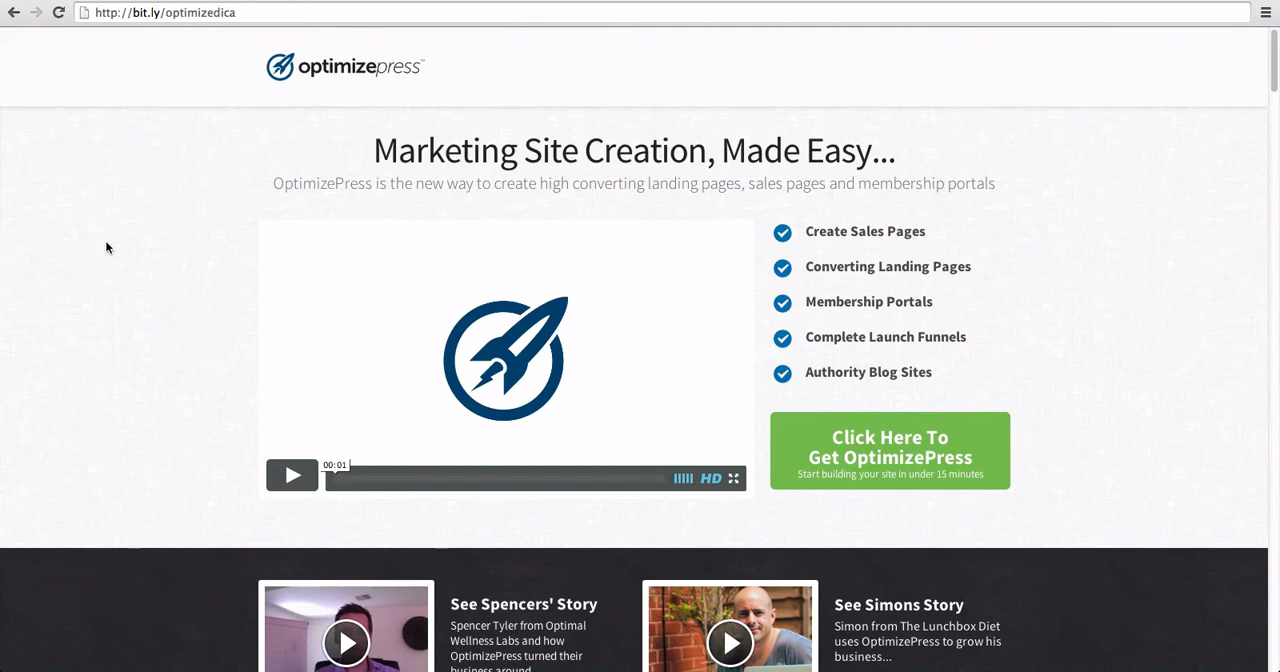 http://bit.ly/optimizedica
optimizepress™
Marketing Site Creation, Made Easy...
OptimizePress is the new way to create high converting landing pages, sales pages and membership portals
Create Sales Pages
Converting Landing Pages
Membership Portals
Complete Launch Funnels
Authority Blog Sites
Click Here To
Get OptimizePress
Start building your site in under 15 minutes
00:01
HD
See Spencers' Story
Spencer Tyler from Optimal
Wellness Labs and how
OptimizePress turned their
business around
See Simons Story
Simon from The Lunchbox Diet
uses OptimizePress to grow his
business...